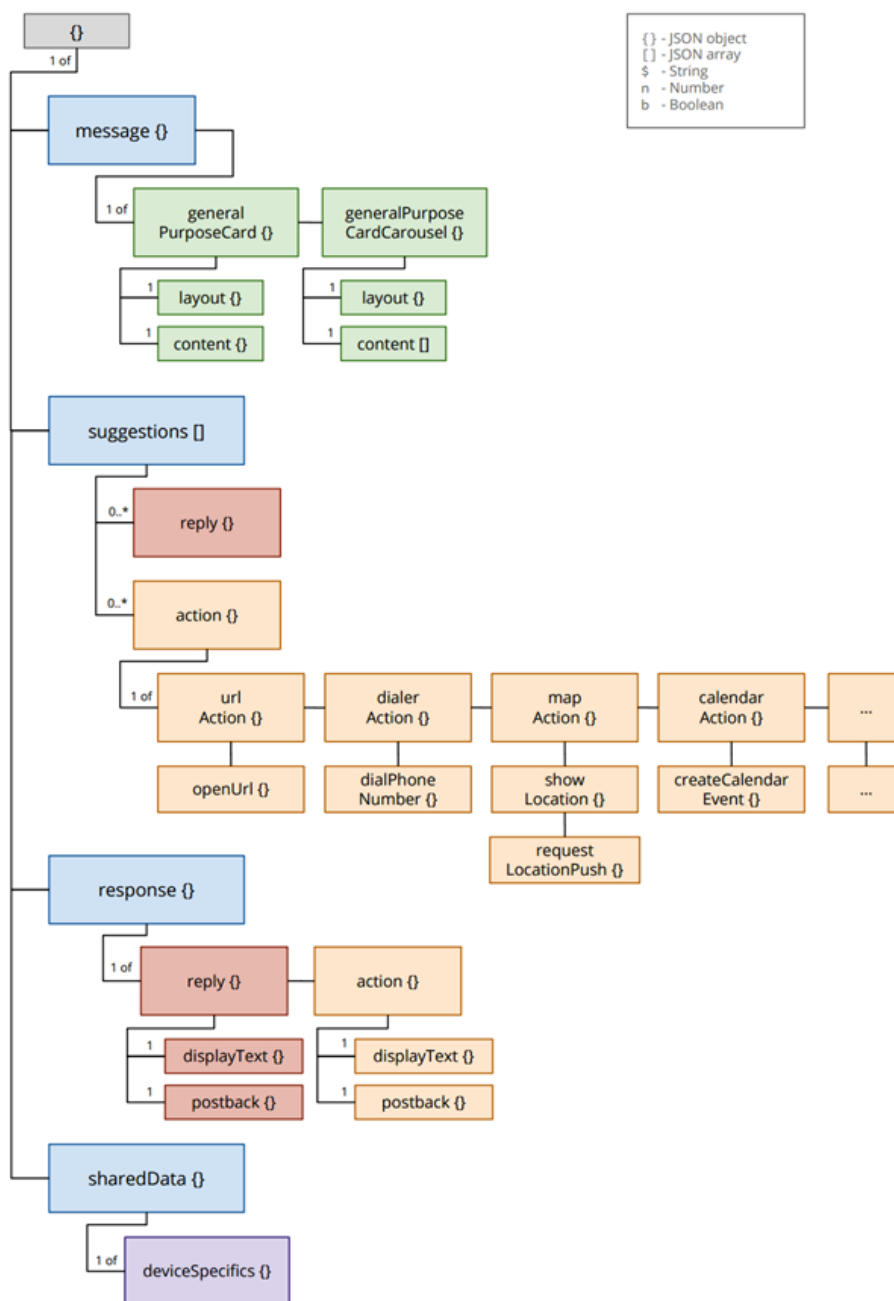 {}
{} - JSON object
[] - JSON array
$ - String
n - Number
b - Boolean
1 of
message {}
1 of
general
PurposeCard {}
generalPurpose
CardCarousel {}
1
layout {}
1
layout {}
1
content {}
1
content []
suggestions []
0..*
reply {}
0..*
action {}
1 of
url
Action {}
dialer
Action {}
map
Action {}
calendar
Action {}
...
openUrl {}
dialPhone
Number {}
show
Location {}
createCalendar
Event {}
...
request
LocationPush {}
response {}
1 of
reply {}
action {}
1
displayText {}
1
displayText {}
1
postback {}
1
postback {}
sharedData {}
1 of
deviceSpecifics {}